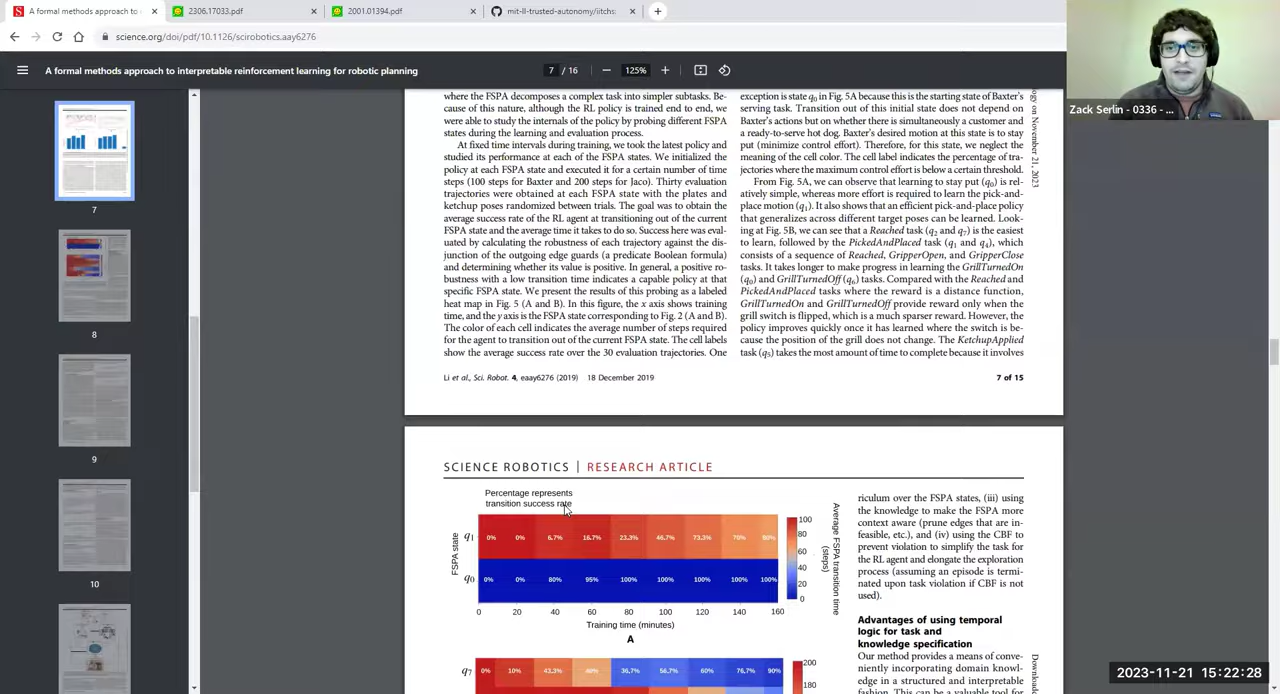 A formal methods approach to
2306.17033.pdf
2001.01394.pdf
mit-ll-trusted-autonomy/iitchs:
science.org/doi/pdf/10.1126/scirobotics.aay6276
A formal methods approach to interpretable reinforcement learning for robotic planning
7 / 16
125%
Zack Serlin - 0336 - ...
7
8
9
10
where the FSPA decomposes a complex task into simpler subtasks. Be-
cause of this nature, although the RL policy is trained end to end, we
were able to study the internals of the policy by probing different FSPA
states during the learning and evaluation process.
At fixed time intervals during training, we took the latest policy and
studied its performance at each of the FSPA states. We initialized the
policy at each FSPA state and executed it for a certain number of time
steps (100 steps for Baxter and 200 steps for Jaco). Thirty evaluation
trajectories were obtained at each FSPA state with the plates and
ketchup poses randomized between trials. The goal was to obtain the
average success rate of the RL agent at transitioning out of the current
FSPA state and the average time it takes to do so. Success here was eval-
uated by calculating the robustness of each trajectory against the dis-
junction of the outgoing edge guards (a predicate Boolean formula)
and determining whether its value is positive. In general, a positive ro-
bustness with a low transition time indicates a capable policy at that
specific FSPA state. We present the results of this probing as a labeled
heat map in Fig. 5 (A and B). In this figure, the x axis shows training
time, and the y axis is the FSPA state corresponding to Fig. 2 (A and B).
The color of each cell indicates the average number of steps required
for the agent to transition out of the current FSPA state. The cell labels
show the average success rate over the 30 evaluation trajectories. One
exception is state q0 in Fig. 5A because this is the starting state of Baxter's
serving task. Transition out of this initial state does not depend on
Baxter's actions but on whether there is simultaneously a customer and
a ready-to-serve hot dog. Baxter's desired motion at this state is to stay
put (minimize control effort). Therefore, for this state, we neglect the
meaning of the cell color. The cell label indicates the percentage of tra-
jectories where the maximum control effort is below a certain threshold.
From Fig. 5A, we can observe that learning to stay put (q0) is rel-
atively simple, whereas more effort is required to learn the pick-and-
place motion (q1). It also shows that an efficient pick-and-place policy
that generalizes across different target poses can be learned. Look-
ing at Fig. 5B, we can see that a Reached task (q2 and q7) is the easiest
to learn, followed by the PickedAndPlaced task (q1 and q4), which
consists of a sequence of Reached, GripperOpen, and GripperClose
tasks. It takes longer to make progress in learning the GrillTurnedOn
(q0) and GrillTurnedOff (q6) tasks. Compared with the Reached and
PickedAndPlaced tasks where the reward is a distance function,
GrillTurnedOn and GrillTurnedOff provide reward only when the
grill switch is flipped, which is a much sparser reward. However, the
policy improves quickly once it has learned where the switch is be-
cause the position of the grill does not change. The KetchupApplied
task (q5) takes the most amount of time to complete because it involves
ogy on November 21, 2023
Li et al., Sci. Robot. 4, eaay6276 (2019) 18 December 2019
7 of 15
SCIENCE ROBOTICS | RESEARCH ARTICLE
Percentage represents
transition success rate
FSPA state
q1
0% 0% 6.7% 16.7% 23.3% 46.7% 73.3% 70% 80%
q0
0% 0% 80% 95% 100% 100% 100% 100% 100%
0 20 40 60 80 100 120 140 160
Training time (minutes)
A
100
80
60
40
20
0
Average FSPA transition time
(steps)
q7
0% 10% 43.3% 40% 36.7% 56.7% 60% 76.7% 90%
200
180
riculum over the FSPA states, (iii) using
the knowledge to make the FSPA more
context aware (prune edges that are in-
feasible, etc.), and (iv) using the CBF to
prevent violation to simplify the task for
the RL agent and elongate the exploration
process (assuming an episode is termi-
nated upon task violation if CBF is not
used).
Advantages of using temporal
logic for task and
knowledge specification
Our method provides a means of conve-
niently incorporating domain knowl-
edge in a structured and interpretable
fashion. This can be a valuable tool for
Downloade
2023-11-21 15:22:28